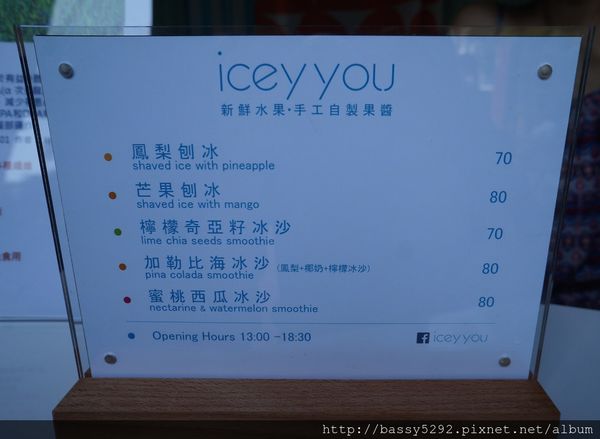 icey you
新鮮水果·手工自製果醬
鳳梨刨冰 70
shaved ice with pineapple
芒果刨冰 80
shaved ice with mango
檸檬奇亞籽冰沙 70
lime chia seeds smoothie
加勒比海冰沙 (鳳梨+椰奶+檸檬冰沙) 80
pina colada smoothie
蜜桃西瓜冰沙 80
nectarine & watermelon smoothie
Opening Hours 13:00 -18:30
f icey you
http://bassy5292.pixnet.net/album